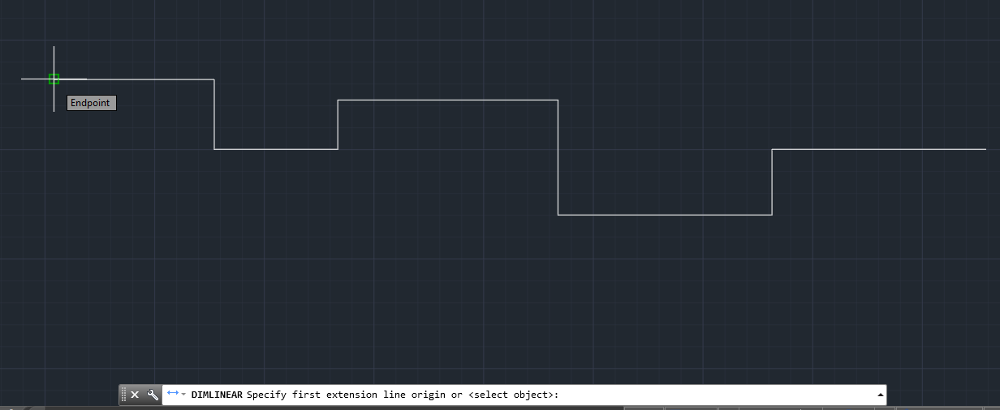 Endpoint
DIMLINEAR Specify first extension line origin or <select object>: